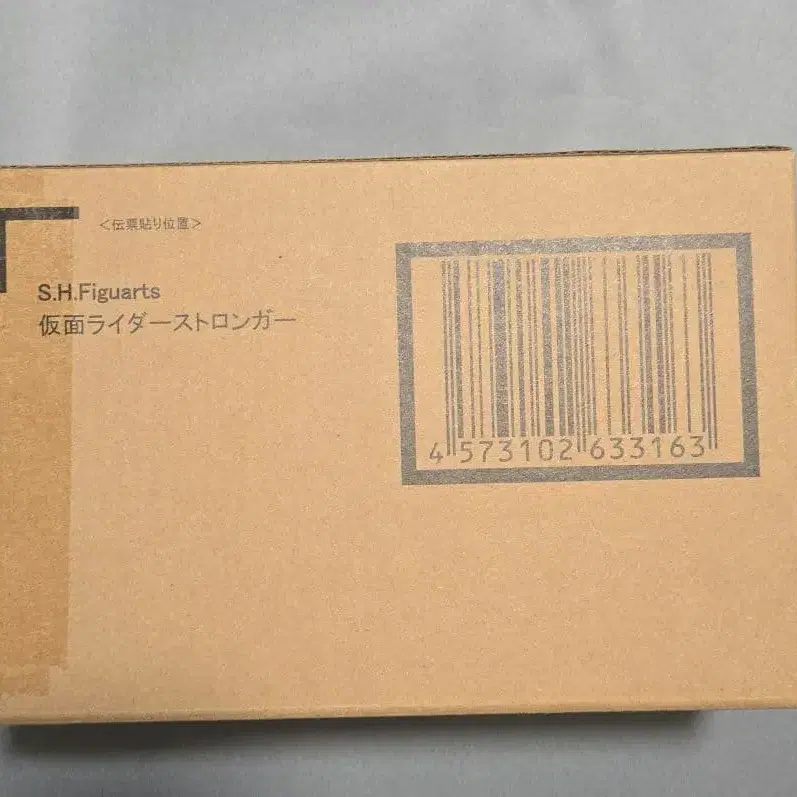 ＜伝票貼り位置＞
S.H.Figuarts
仮面ライダーストロンガー
4 573102 633163